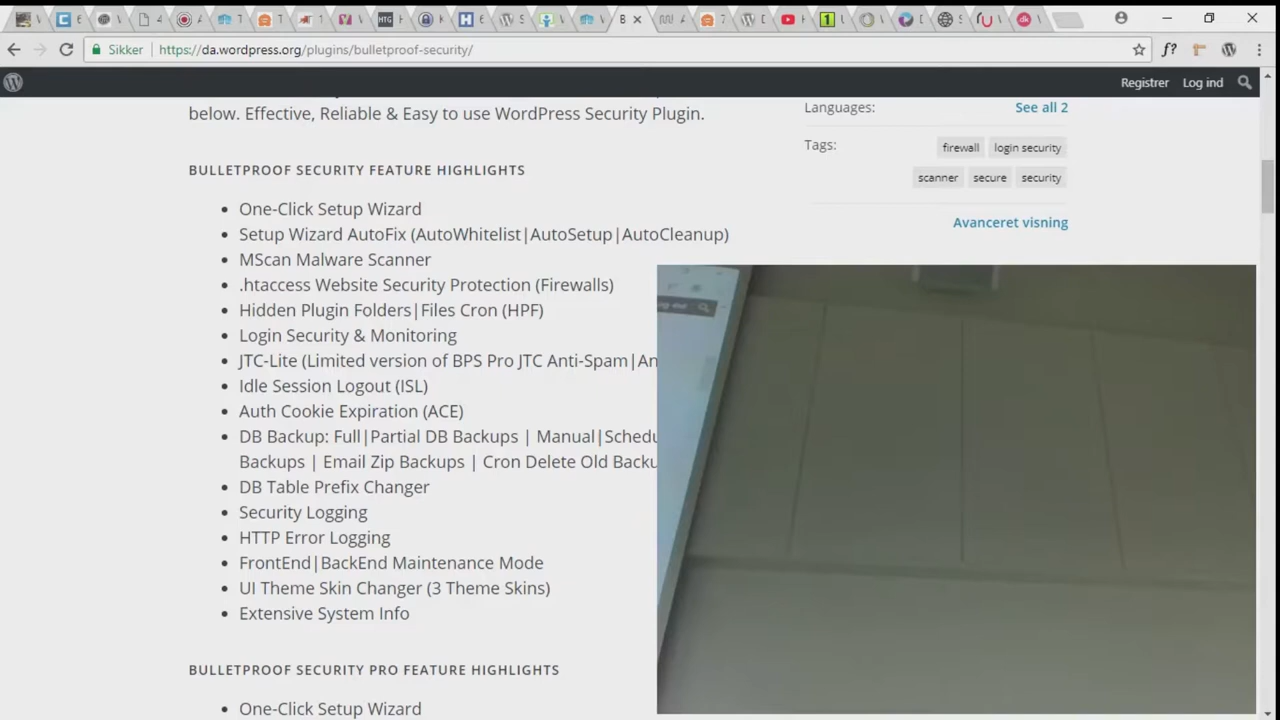 Sikker
https://da.wordpress.org/plugins/bulletproof-security/
f?
Registrer
Log ind
below. Effective, Reliable & Easy to use WordPress Security Plugin.
Languages:
See all 2
Tags:
firewall
login security
scanner
secure
security
Avanceret visning
BULLETPROOF SECURITY FEATURE HIGHLIGHTS
One-Click Setup Wizard
Setup Wizard AutoFix (AutoWhitelist|AutoSetup|AutoCleanup)
MScan Malware Scanner
.htaccess Website Security Protection (Firewalls)
Hidden Plugin Folders|Files Cron (HPF)
Login Security & Monitoring
JTC-Lite (Limited version of BPS Pro JTC Anti-Spam|An
Idle Session Logout (ISL)
Auth Cookie Expiration (ACE)
DB Backup: Full|Partial DB Backups | Manual|Schedu
Backups | Email Zip Backups | Cron Delete Old Backu
DB Table Prefix Changer
Security Logging
HTTP Error Logging
FrontEnd|BackEnd Maintenance Mode
UI Theme Skin Changer (3 Theme Skins)
Extensive System Info
BULLETPROOF SECURITY PRO FEATURE HIGHLIGHTS
One-Click Setup Wizard